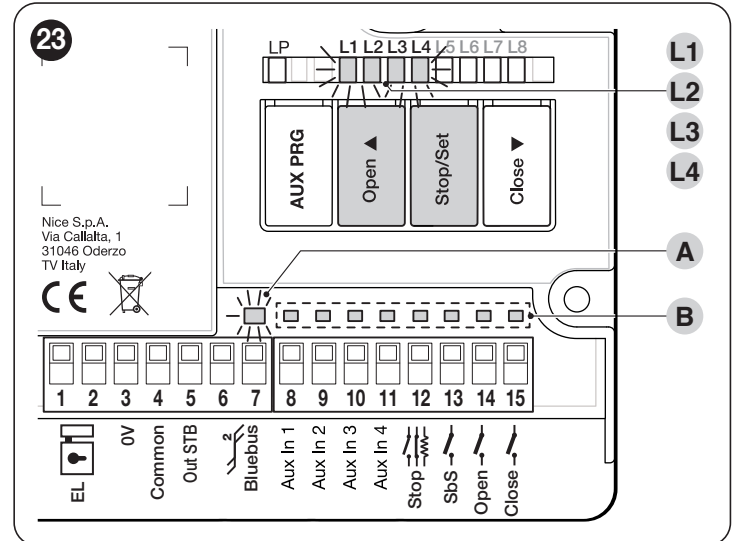 23
LP L1 L2 L3 L4 L5 L6 L7 L8
L1
L2
L3
L4
AUX PRG
Open ▲
Stop/Set
Close ▼
Nice S.p.A.
Via Callalta, 1
31046 Oderzo
TV Italy
CE
A
B
1 2 3 4 5 6 7 8 9 10 11 12 13 14 15
EL
0V
Common
Out STB
2
Bluebus
Aux In 1
Aux In 2
Aux In 3
Aux In 4
Stop
SbS
Open
Close